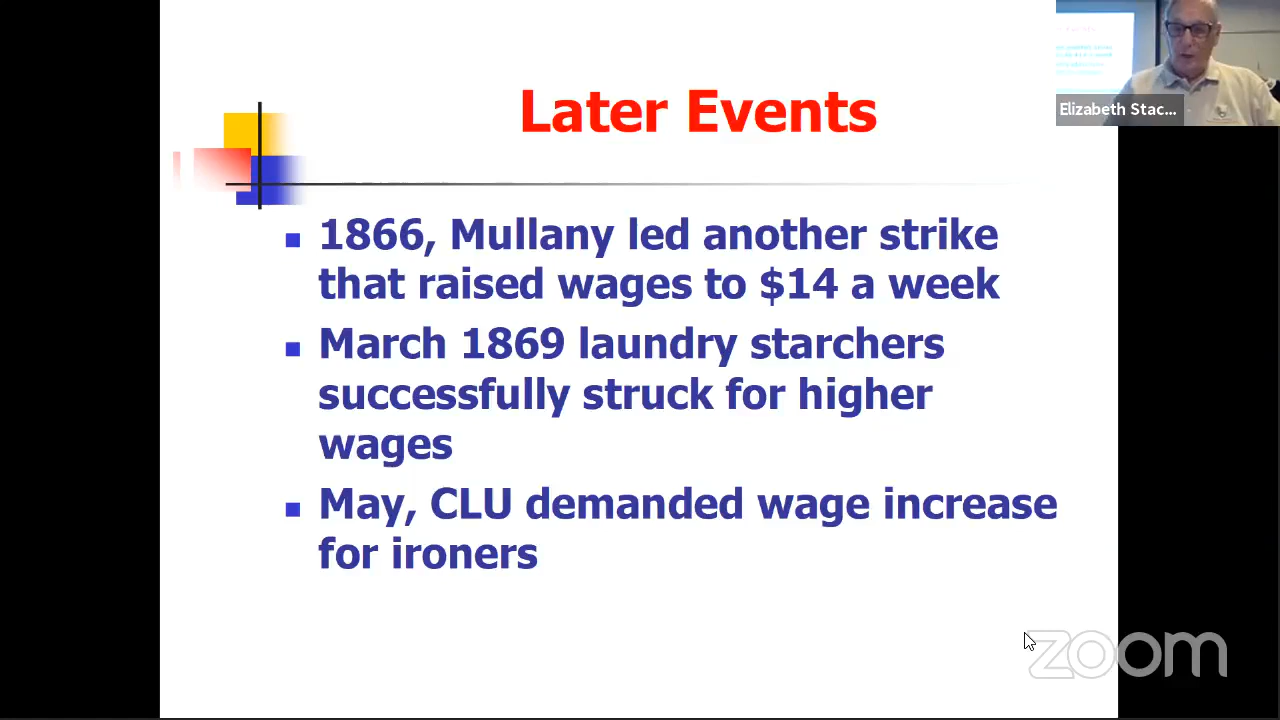 Later Events
1866, Mullany led another strike
that raised wages to $14 a week
March 1869 laundry starchers
successfully struck for higher
wages
May, CLU demanded wage increase
for ironers
Elizabeth Stac...
zoom